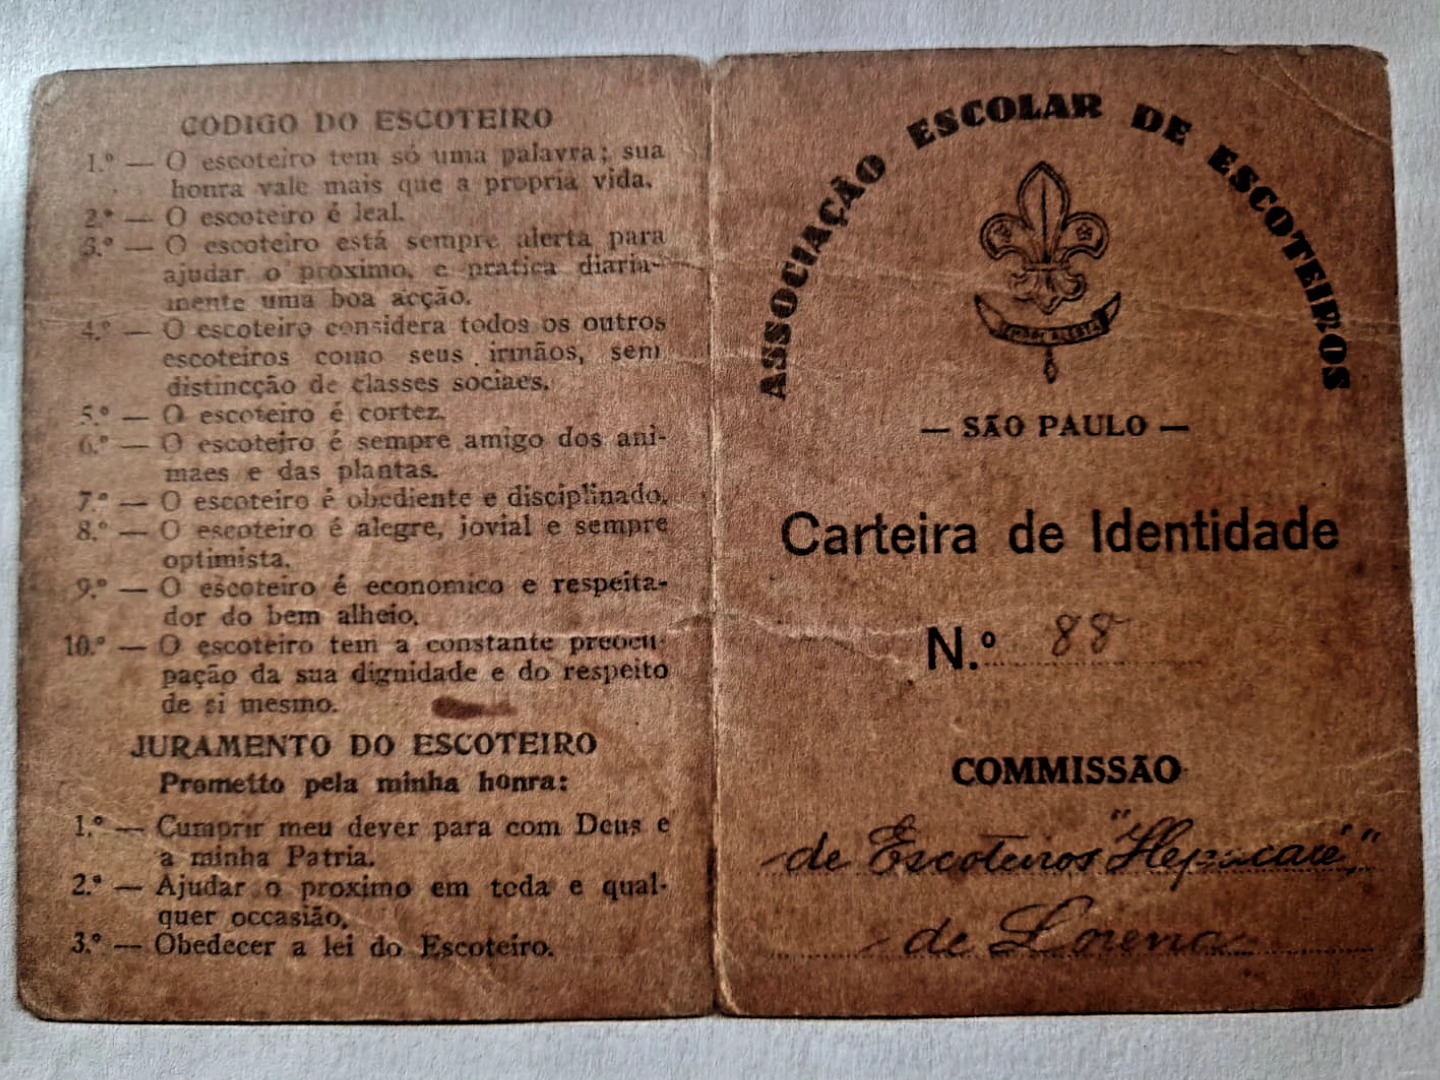 CODIGO DO ESCOTEIRO
1.º — O escoteiro tem só uma palavra; sua
honra vale mais que a propria vida.
2.º — O escoteiro é leal.
3.º — O escoteiro está sempre alerta para
ajudar o proximo, e pratica diaria-
mente uma boa acção.
4.º — O escoteiro considera todos os outros
escoteiros como seus irmãos, sem
distincção de classes sociaes.
5.º — O escoteiro é cortez.
6.º — O escoteiro é sempre amigo dos ani-
maes e das plantas.
7.º — O escoteiro é obediente e disciplinado.
8.º — O escoteiro é alegre, jovial e sempre
optimista.
9.º — O escoteiro é economico e respeita-
dor do bem alheio.
10.º — O escoteiro tem a constante preocu-
pação da sua dignidade e do respeito
de si mesmo.
JURAMENTO DO ESCOTEIRO
Prometto pela minha honra:
1.º — Cumprir meu dever para com Deus e
a minha Patria.
2.º — Ajudar o proximo em toda e qual-
quer occasião.
3.º — Obedecer a lei do Escoteiro.
ASSOCIAÇÃO ESCOLAR DE ESCOTEIROS
ALERTA
— SÃO PAULO —
Carteira de Identidade
N.º 88
COMMISSÃO
de Escoteiros "Hepacaré"
de Lorena